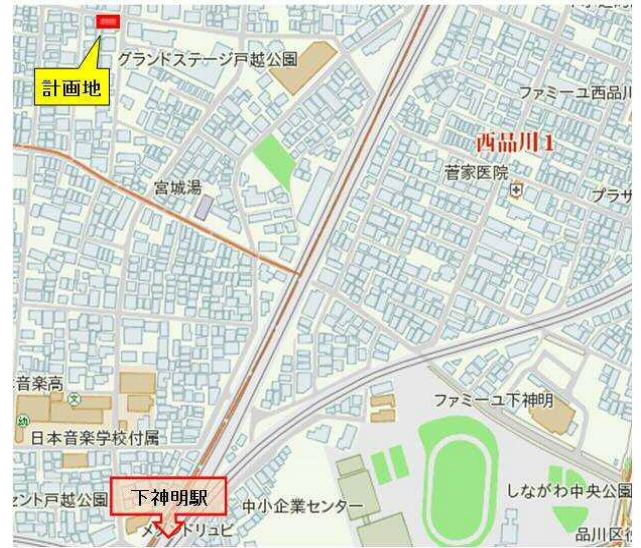 グランドステージ戸越公園
計画地
ファミーユ西品川
西品川1
菅家医院
宮城湯
プラザ
音楽高
文
幼
日本音楽学校付属
ファミーユ下神明
下神明駅
ント戸越公園
中小企業センター
しながわ中央公園
品川区役